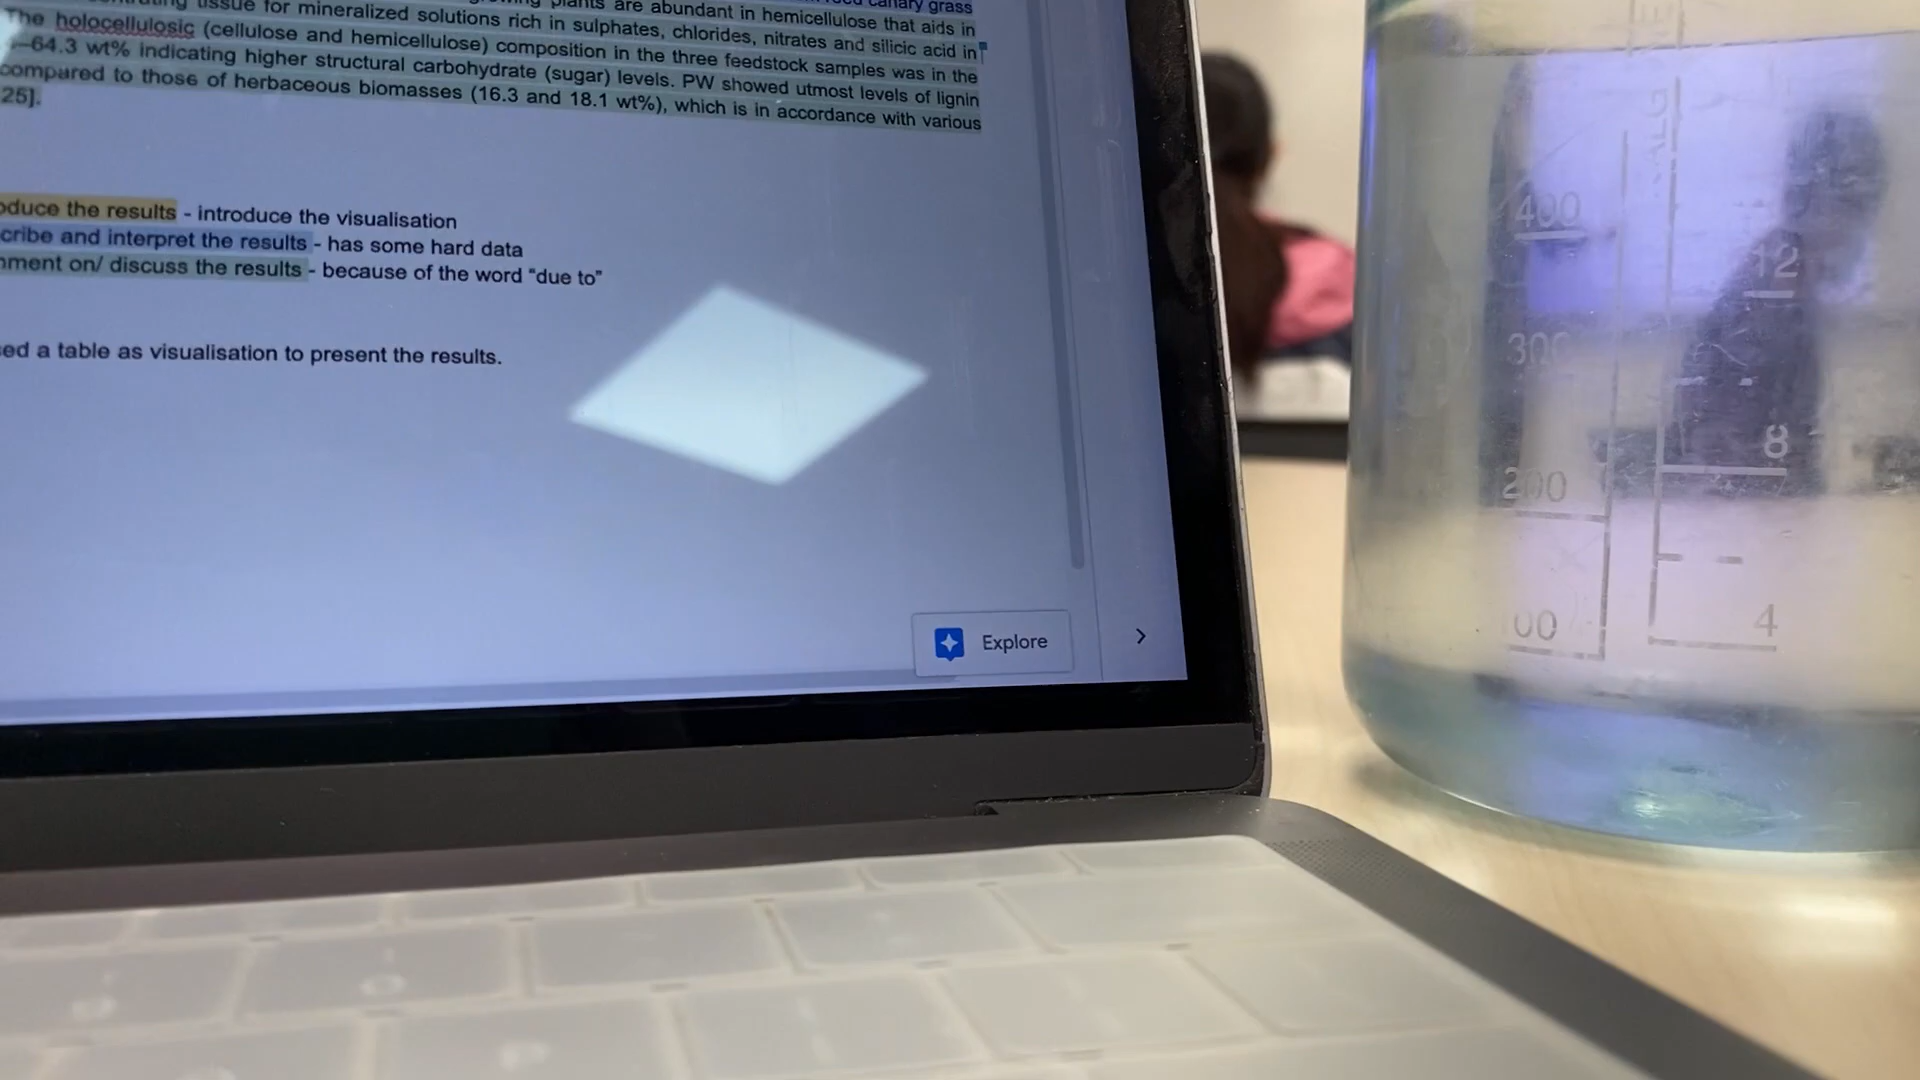 tissue for mineralized solutions rich in sulphates, chlorides, nitrates and silicic acid in
plants are abundant in hemicellulose that aids in
canary grass
The holocellulosic (cellulose and hemicellulose) composition in the three feedstock samples was in the
–64.3 wt% indicating higher structural carbohydrate (sugar) levels. PW showed utmost levels of lignin
compared to those of herbaceous biomasses (16.3 and 18.1 wt%), which is in accordance with various
25].
oduce the results - introduce the visualisation
cribe and interpret the results - has some hard data
mment on/ discuss the results - because of the word “due to”
ed a table as visualisation to present the results.
Explore
400
300
200
00
12
8
4